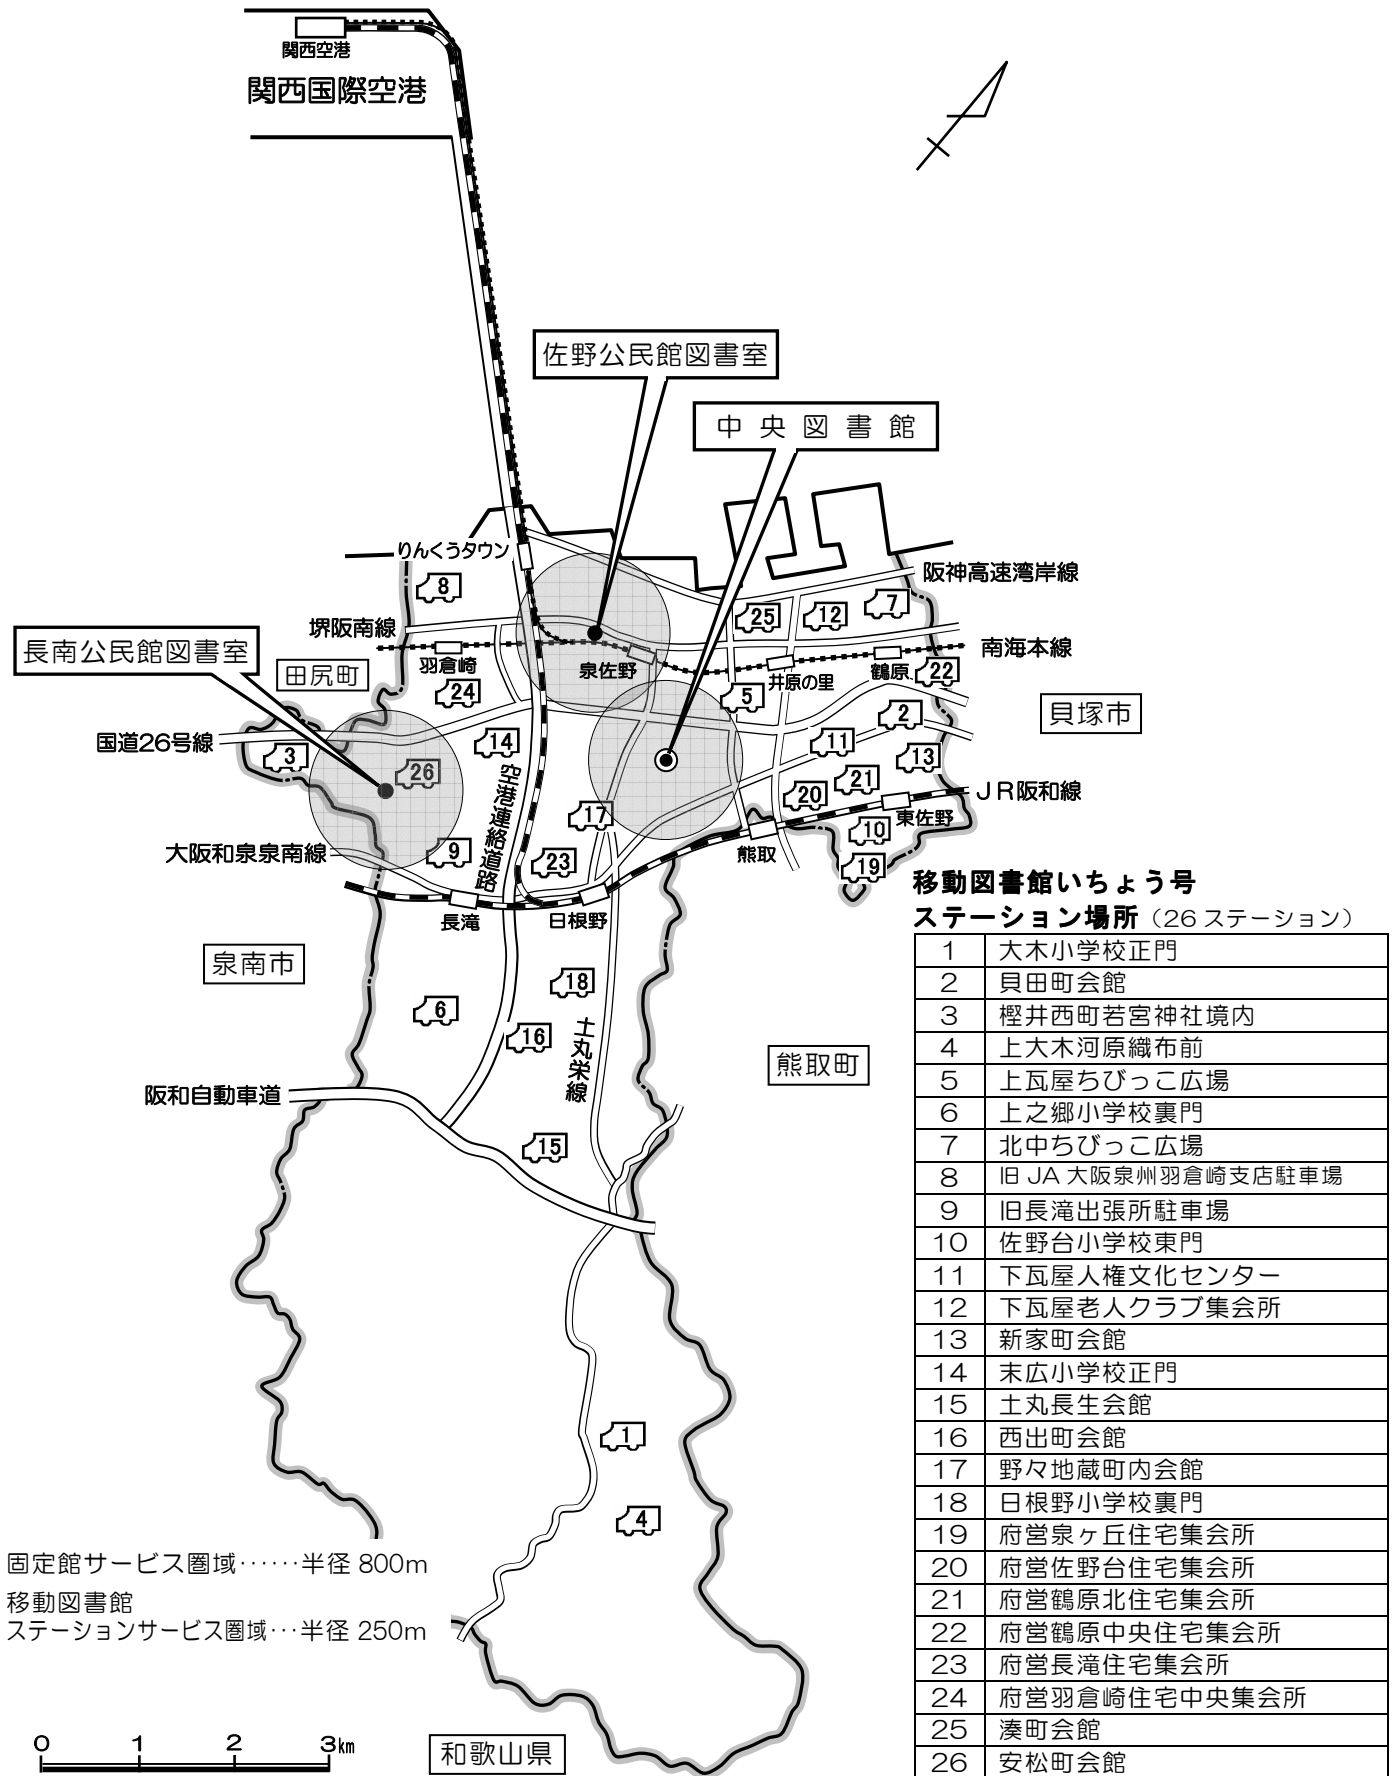 関西空港
関西国際空港
佐野公民館図書室
中央図書館
りんくうタウン
阪神高速湾岸線
8
25
12
7
堺阪南線
南海本線
長南公民館図書室
田尻町
羽倉崎
泉佐野
井原の里
鶴原
22
24
5
貝塚市
2
国道26号線
3
14
11
13
26
空港連絡道路
21
20
JR阪和線
東佐野
17
10
熊取
大阪和泉泉南線
9
23
19
長滝
日根野
泉南市
18
6
16
土丸栄線
熊取町
阪和自動車道
15
1
4
移動図書館いちょう号
ステーション場所（26ステーション）
1 大木小学校正門
2 貝田町会館
3 樫井西町若宮神社境内
4 上大木河原織布前
5 上瓦屋ちびっこ広場
6 上之郷小学校裏門
7 北中ちびっこ広場
8 旧JA大阪泉州羽倉崎支店駐車場
9 旧長滝出張所駐車場
10 佐野台小学校東門
11 下瓦屋人権文化センター
12 下瓦屋老人クラブ集会所
13 新家町会館
14 末広小学校正門
15 土丸長生会館
16 西出町会館
17 野々地蔵町内会館
18 日根野小学校裏門
19 府営泉ヶ丘住宅集会所
20 府営佐野台住宅集会所
21 府営鶴原北住宅集会所
22 府営鶴原中央住宅集会所
23 府営長滝住宅集会所
24 府営羽倉崎住宅中央集会所
25 湊町会館
26 安松町会館
固定館サービス圏域……半径 800m
移動図書館
ステーションサービス圏域…半径 250m
0 1 2 3km
和歌山県